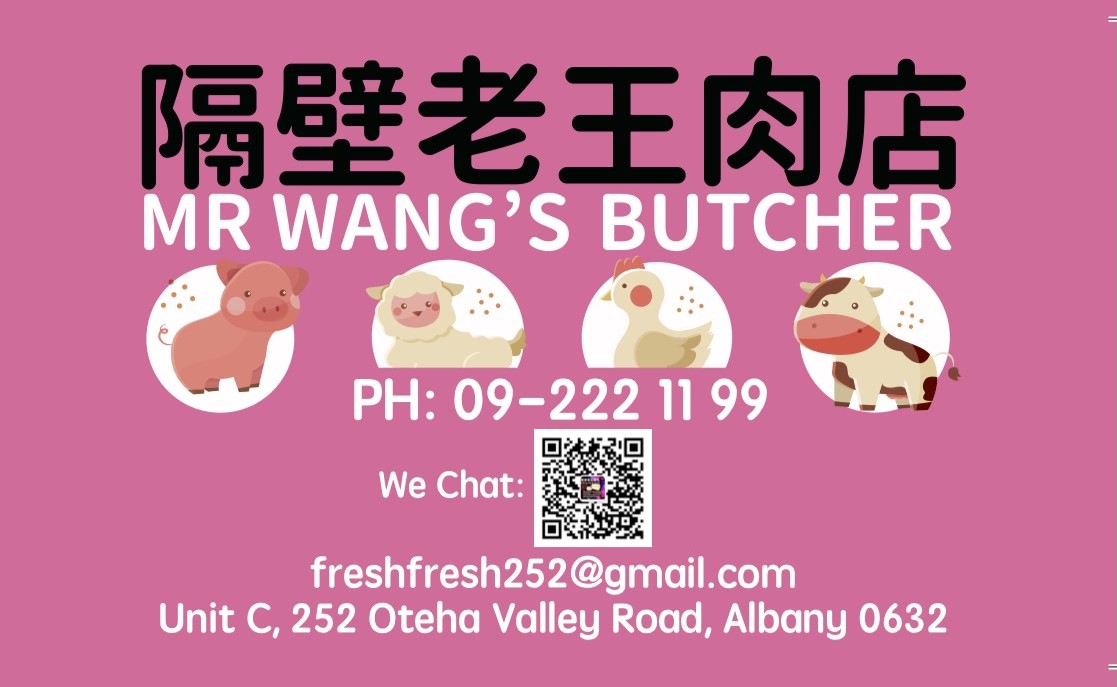 隔壁老王肉店
MR WANG'S BUTCHER
PH: 09-222 11 99
We Chat:
freshfresh252@gmail.com
Unit C, 252 Oteha Valley Road, Albany 0632